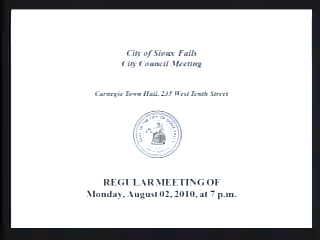 City of Sioux Falls
City Council Meeting
Carnegie Town Hall, 235 West Tenth Street
REGULAR MEETING OF
Monday, August 02, 2010, at 7 p.m.